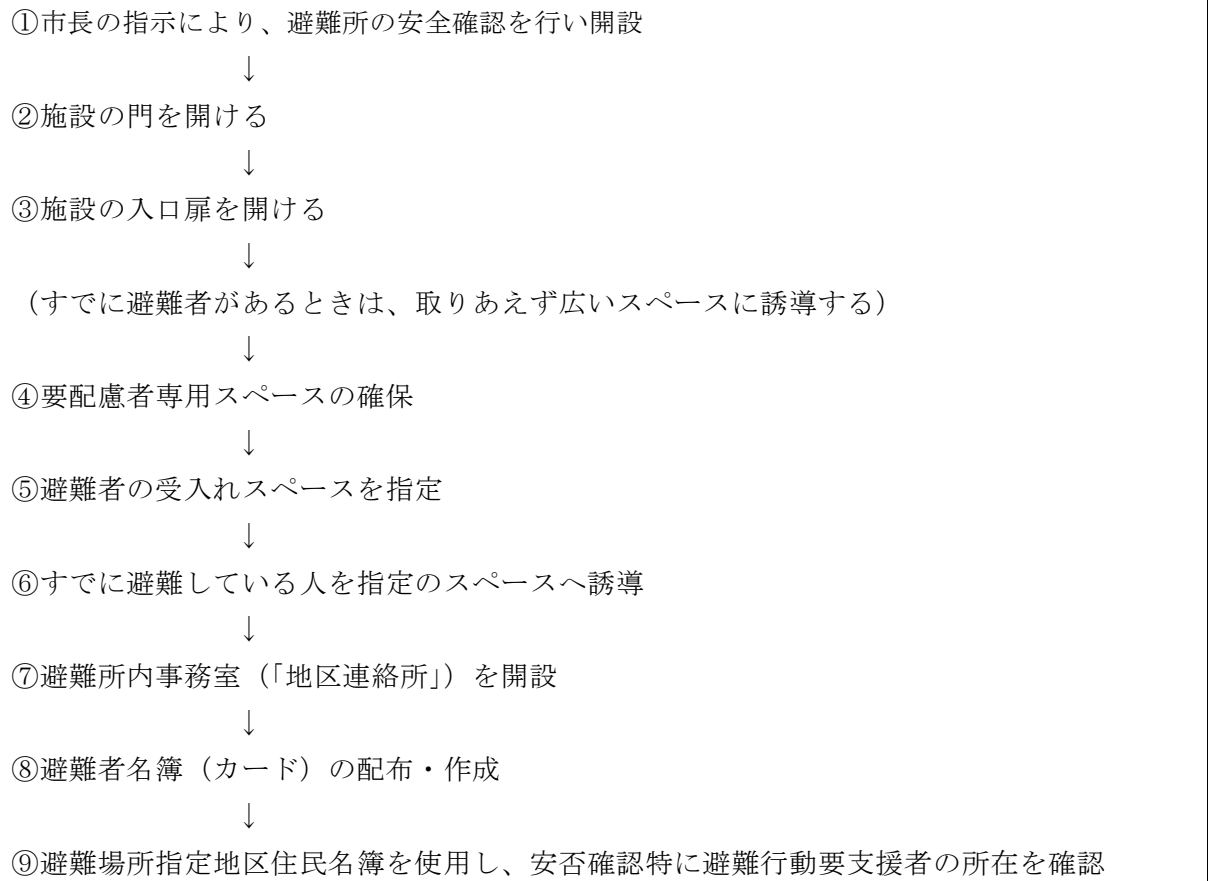 ①市長の指示により、避難所の安全確認を行い開設
↓
②施設の門を開ける
↓
③施設の入口扉を開ける
↓
（すでに避難者があるときは、取りあえず広いスペースに誘導する）
↓
④要配慮者専用スペースの確保
↓
⑤避難者の受入れスペースを指定
↓
⑥すでに避難している人を指定のスペースへ誘導
↓
⑦避難所内事務室（「地区連絡所」）を開設
↓
⑧避難者名簿（カード）の配布・作成
↓
⑨避難場所指定地区住民名簿を使用し、安否確認特に避難行動要支援者の所在を確認